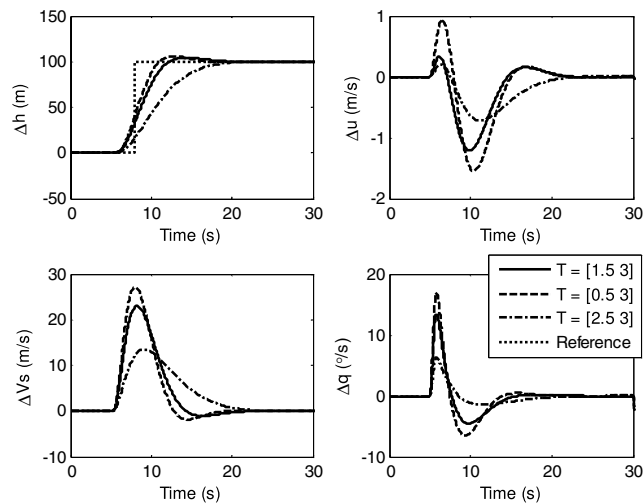 150
100
50
0
-50
0 10 20 30
Δh (m)
Time (s)
1
0
-1
-2
0 10 20 30
Δu (m/s)
Time (s)
30
20
10
0
-10
0 10 20 30
ΔVs (m/s)
Time (s)
20
10
0
-10
0 10 20 30
Δq (°/s)
Time (s)
T = [1.5 3]
T = [0.5 3]
T = [2.5 3]
Reference